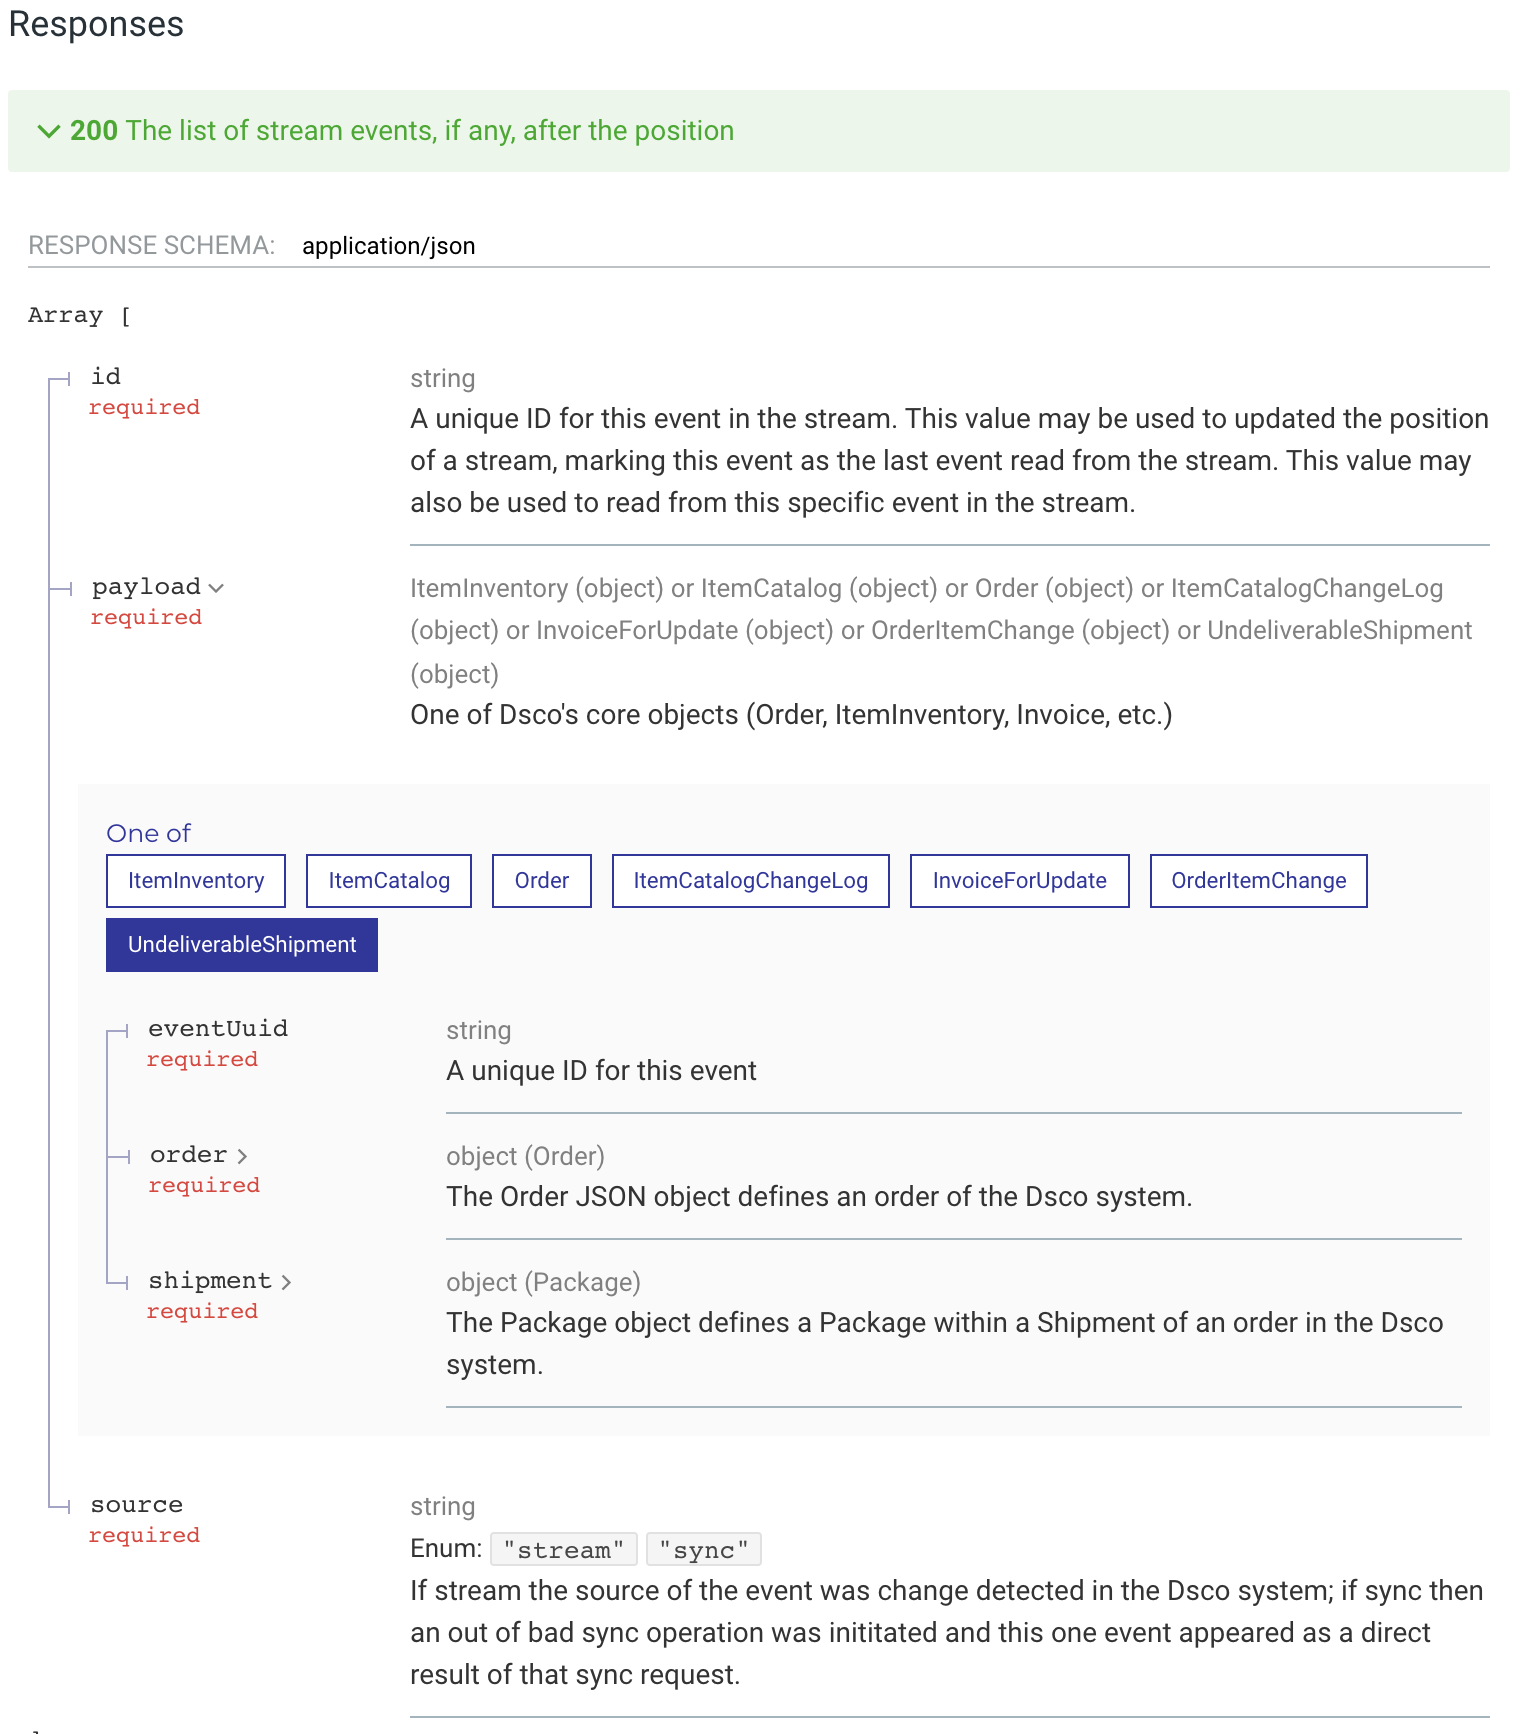 Responses
200 The list of stream events, if any, after the position
RESPONSE SCHEMA: application/json
Array [
id
required
string
A unique ID for this event in the stream. This value may be used to updated the position
of a stream, marking this event as the last event read from the stream. This value may
also be used to read from this specific event in the stream.
payload
required
ItemInventory (object) or ItemCatalog (object) or Order (object) or ItemCatalogChangeLog
(object) or InvoiceForUpdate (object) or OrderItemChange (object) or UndeliverableShipment
(object)
One of Dsco's core objects (Order, ItemInventory, Invoice, etc.)
One of
ItemInventory ItemCatalog Order ItemCatalogChangeLog InvoiceForUpdate OrderItemChange
UndeliverableShipment
eventUuid
required
string
A unique ID for this event
order
required
object (Order)
The Order JSON object defines an order of the Dsco system.
shipment
required
object (Package)
The Package object defines a Package within a Shipment of an order in the Dsco
system.
source
required
string
Enum: "stream" "sync"
If stream the source of the event was change detected in the Dsco system; if sync then
an out of bad sync operation was inititated and this one event appeared as a direct
result of that sync request.